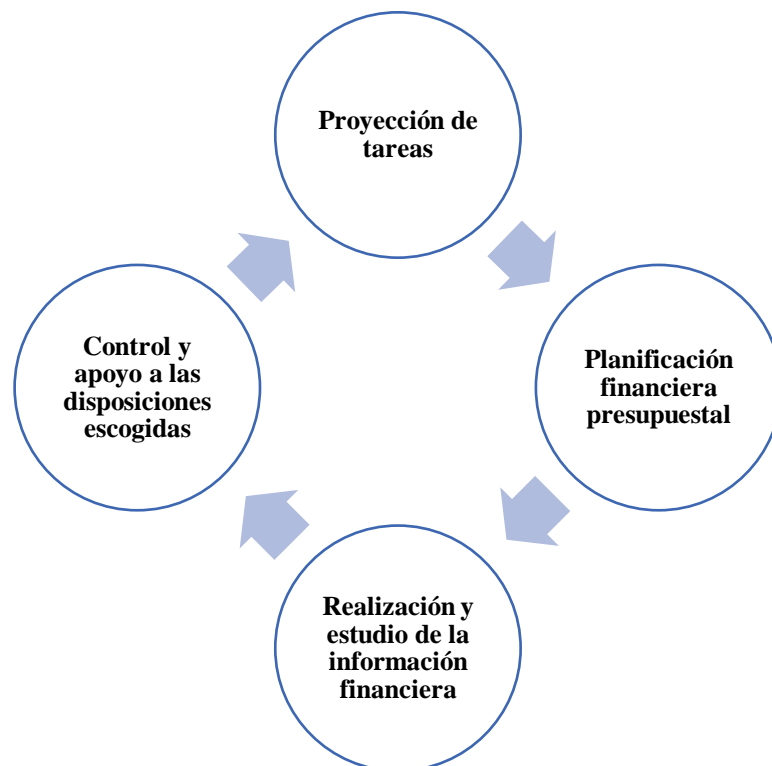 Proyección de
tareas
Planificación
financiera
presupuestal
Realización y
estudio de la
información
financiera
Control y
apoyo a las
disposiciones
escogidas